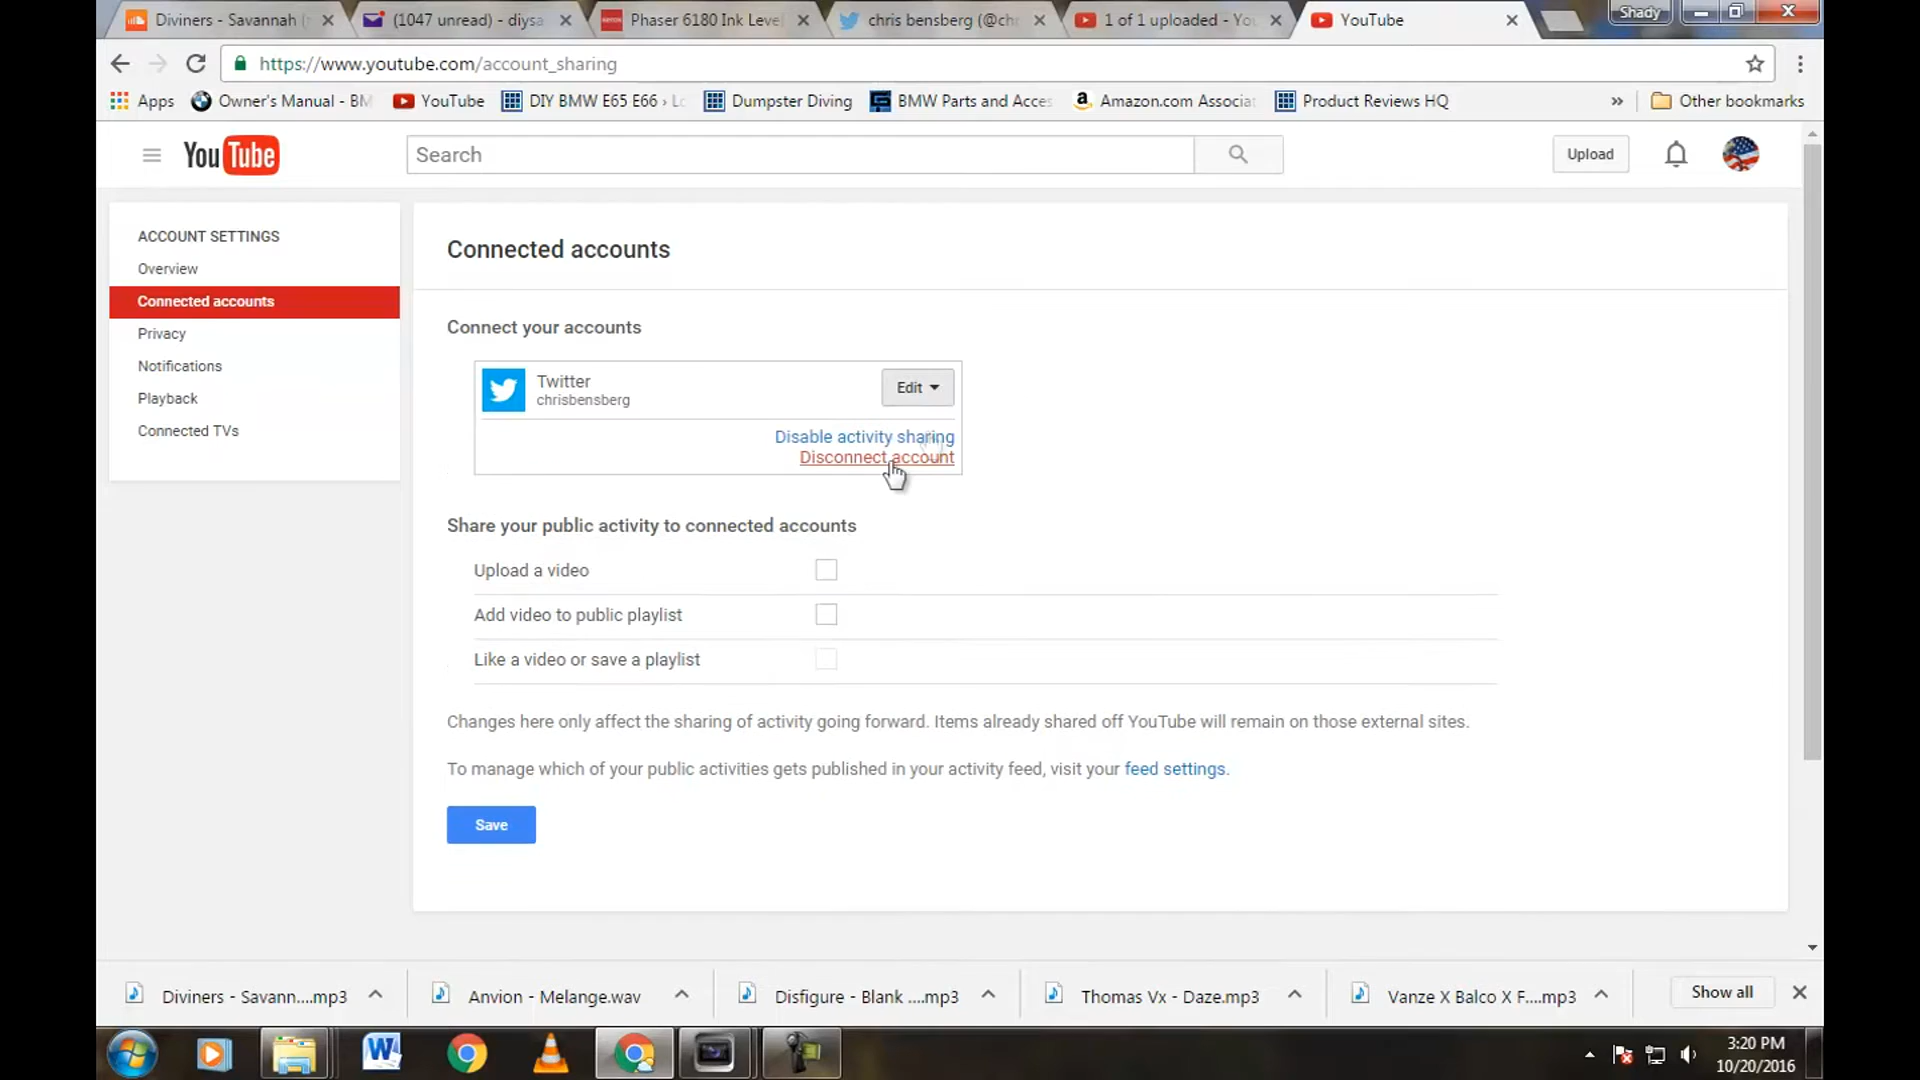 Diviners - Savannah (
(1047 unread) - diysa
Phaser 6180 Ink Level
chris bensberg (@ch
1 of 1 uploaded - You
YouTube
Shady
https://www.youtube.com/account_sharing
Apps
Owner's Manual - BM
YouTube
DIY BMW E65 E66 › Lo
Dumpster Diving
BMW Parts and Acces
Amazon.com Associat
Product Reviews HQ
»
Other bookmarks
YouTube
Search
Upload
ACCOUNT SETTINGS
Overview
Connected accounts
Privacy
Notifications
Playback
Connected TVs
Connected accounts
Connect your accounts
Twitter
chrisbensberg
Edit
Disable activity sharing
Disconnect account
Share your public activity to connected accounts
Upload a video
Add video to public playlist
Like a video or save a playlist
Changes here only affect the sharing of activity going forward. Items already shared off YouTube will remain on those external sites.
To manage which of your public activities gets published in your activity feed, visit your feed settings.
Save
Diviners - Savann....mp3
Anvion - Melange.wav
Disfigure - Blank ....mp3
Thomas Vx - Daze.mp3
Vanze X Balco X F....mp3
Show all
3:20 PM
10/20/2016